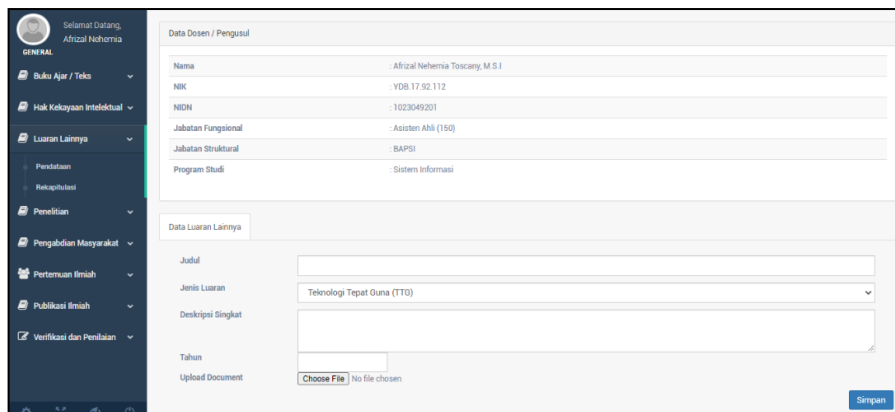 Selamat Datang,
Afrizal Nehemia
GENERAL
Buku Ajar / Teks
Hak Kekayaan Intelektual
Luaran Lainnya
Pendataan
Rekapitulasi
Penelitian
Pengabdian Masyarakat
Pertemuan Ilmiah
Publikasi Ilmiah
Verifikasi dan Penilaian
Data Dosen / Pengusul
Nama : Afrizal Nehemia Toscany, M.S.I
NIK : YDB.17.92.112
NIDN : 1023049201
Jabatan Fungsional : Asisten Ahli (150)
Jabatan Struktural : BAPSI
Program Studi : Sistem Informasi
Data Luaran Lainnya
Judul
Jenis Luaran Teknologi Tepat Guna (TTG)
Deskripsi Singkat
Tahun
Upload Document Choose File No file chosen
Simpan